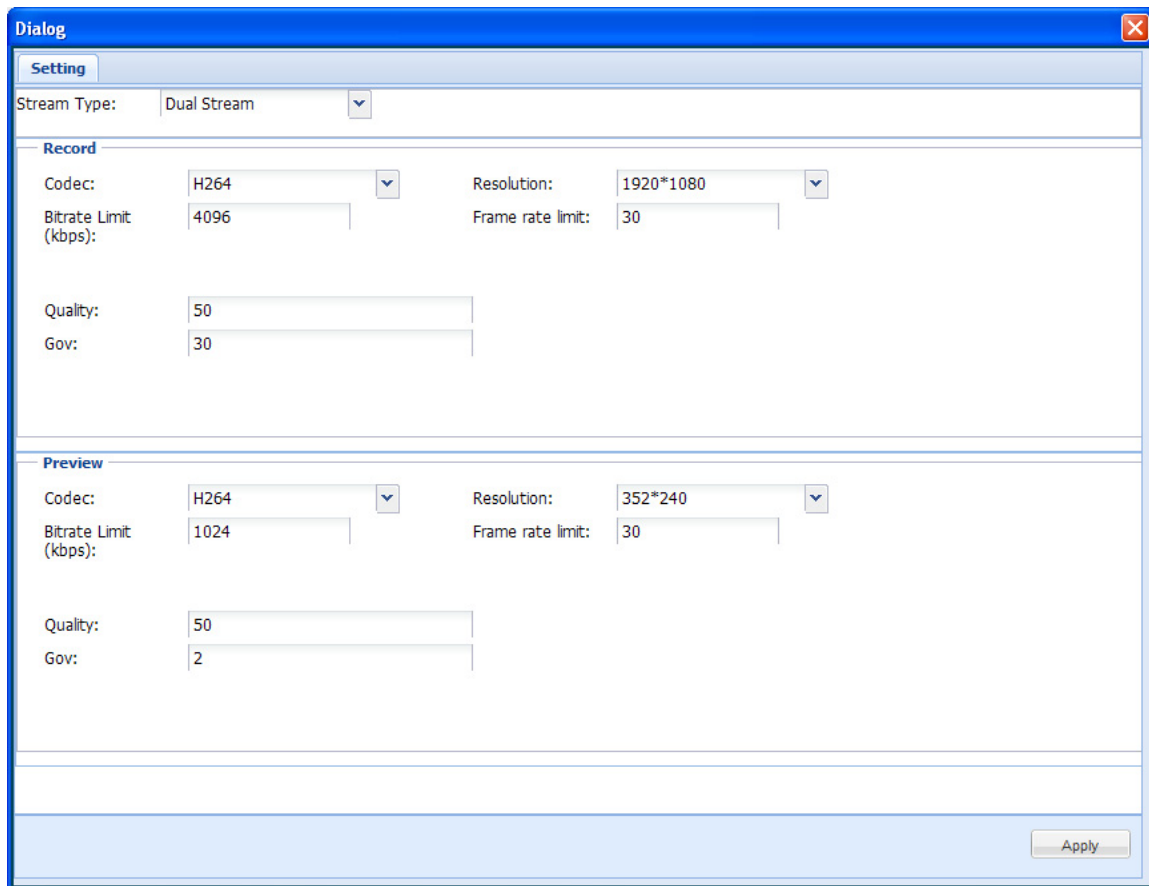 Dialog
Setting
Stream Type: Dual Stream
Record
Codec: H264 Resolution: 1920*1080
Bitrate Limit (kbps): 4096 Frame rate limit: 30
Quality: 50
Gov: 30
Preview
Codec: H264 Resolution: 352*240
Bitrate Limit (kbps): 1024 Frame rate limit: 30
Quality: 50
Gov: 2
Apply